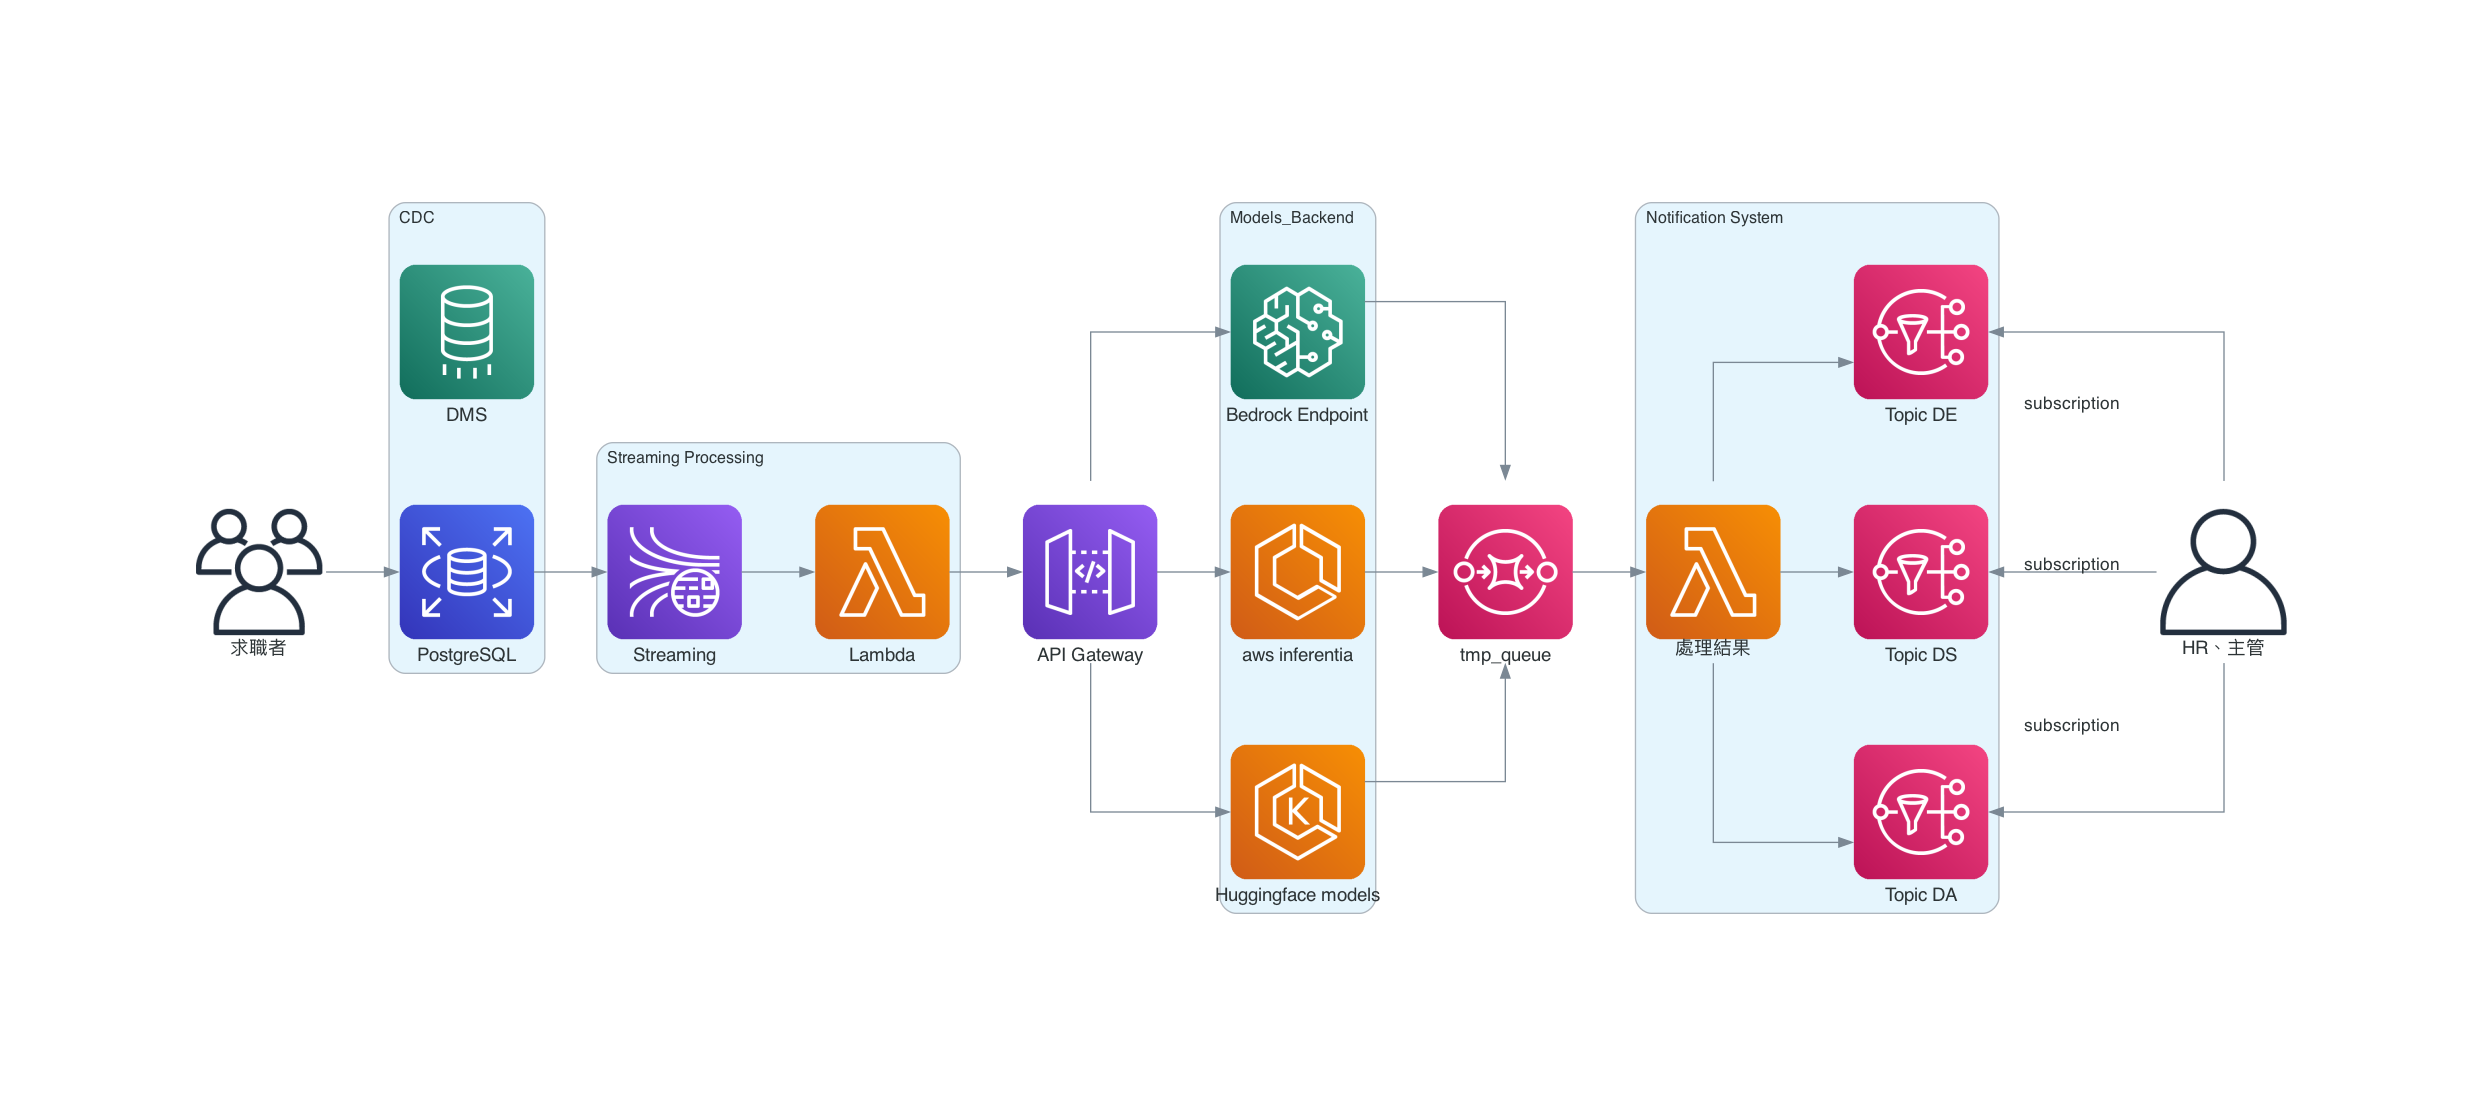 CDC
DMS
求職者
PostgreSQL
Streaming Processing
Streaming
Lambda
API Gateway
Models_Backend
Bedrock Endpoint
aws inferentia
Huggingface models
tmp_queue
Notification System
處理結果
Topic DE
Topic DS
Topic DA
subscription
subscription
subscription
HR、主管